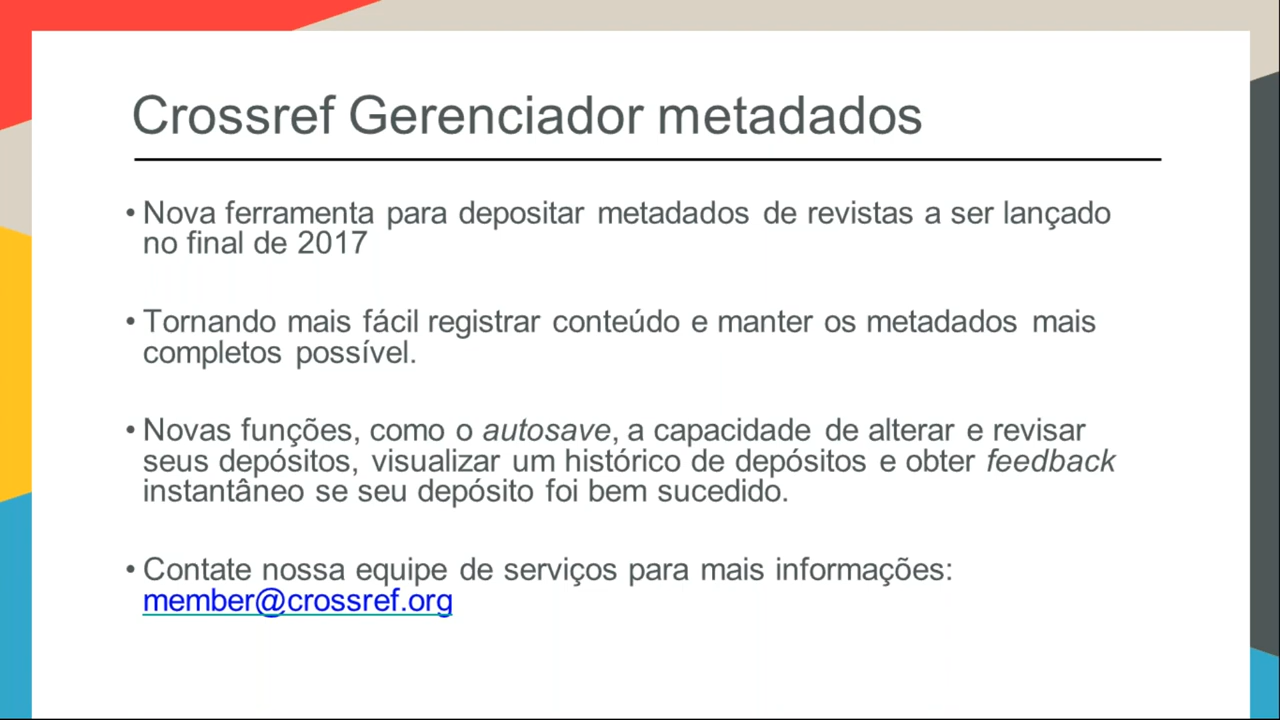 Crossref Gerenciador metadados
• Nova ferramenta para depositar metadados de revistas a ser lançado
no final de 2017
• Tornando mais fácil registrar conteúdo e manter os metadados mais
completos possível.
• Novas funções, como o autosave, a capacidade de alterar e revisar
seus depósitos, visualizar um histórico de depósitos e obter feedback
instantâneo se seu depósito foi bem sucedido.
• Contate nossa equipe de serviços para mais informações:
member@crossref.org